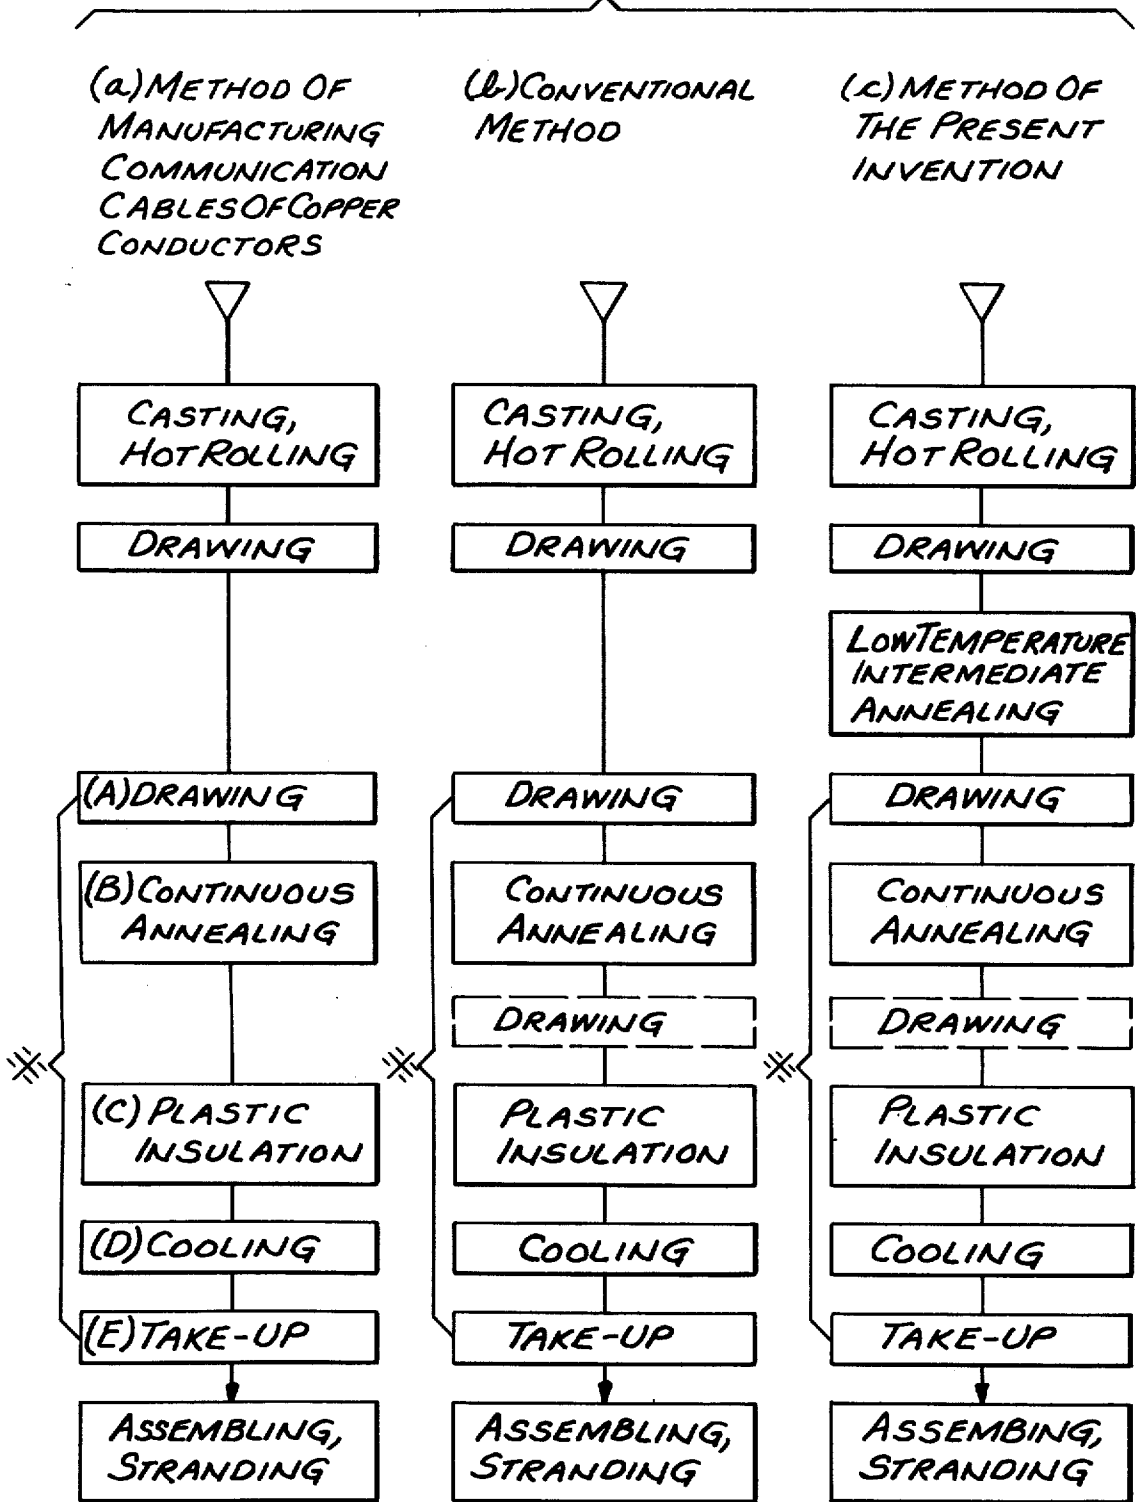 (a) METHOD OF
MANUFACTURING
COMMUNICATION
CABLES OF COPPER
CONDUCTORS
CASTING,
HOT ROLLING
DRAWING
(A) DRAWING
(B) CONTINUOUS
ANNEALING
(C) PLASTIC
INSULATION
(D) COOLING
(E) TAKE-UP
ASSEMBLING,
STRANDING
(b) CONVENTIONAL
METHOD
CASTING,
HOT ROLLING
DRAWING
DRAWING
CONTINUOUS
ANNEALING
DRAWING
PLASTIC
INSULATION
COOLING
TAKE-UP
ASSEMBLING,
STRANDING
(c) METHOD OF
THE PRESENT
INVENTION
CASTING,
HOT ROLLING
DRAWING
LOW TEMPERATURE
INTERMEDIATE
ANNEALING
DRAWING
CONTINUOUS
ANNEALING
DRAWING
PLASTIC
INSULATION
COOLING
TAKE-UP
ASSEMBING,
STRANDING